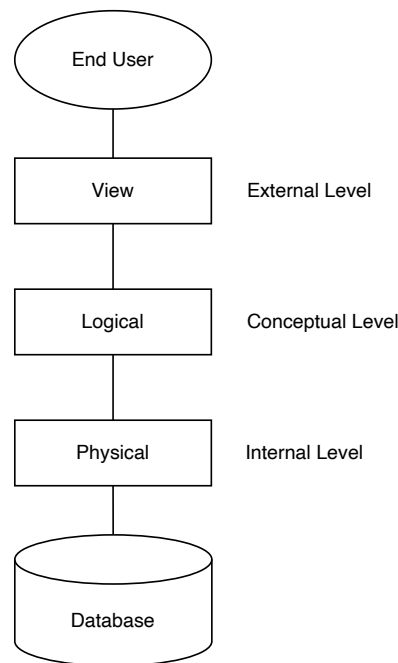 End User
View
External Level
Logical
Conceptual Level
Physical
Internal Level
Database